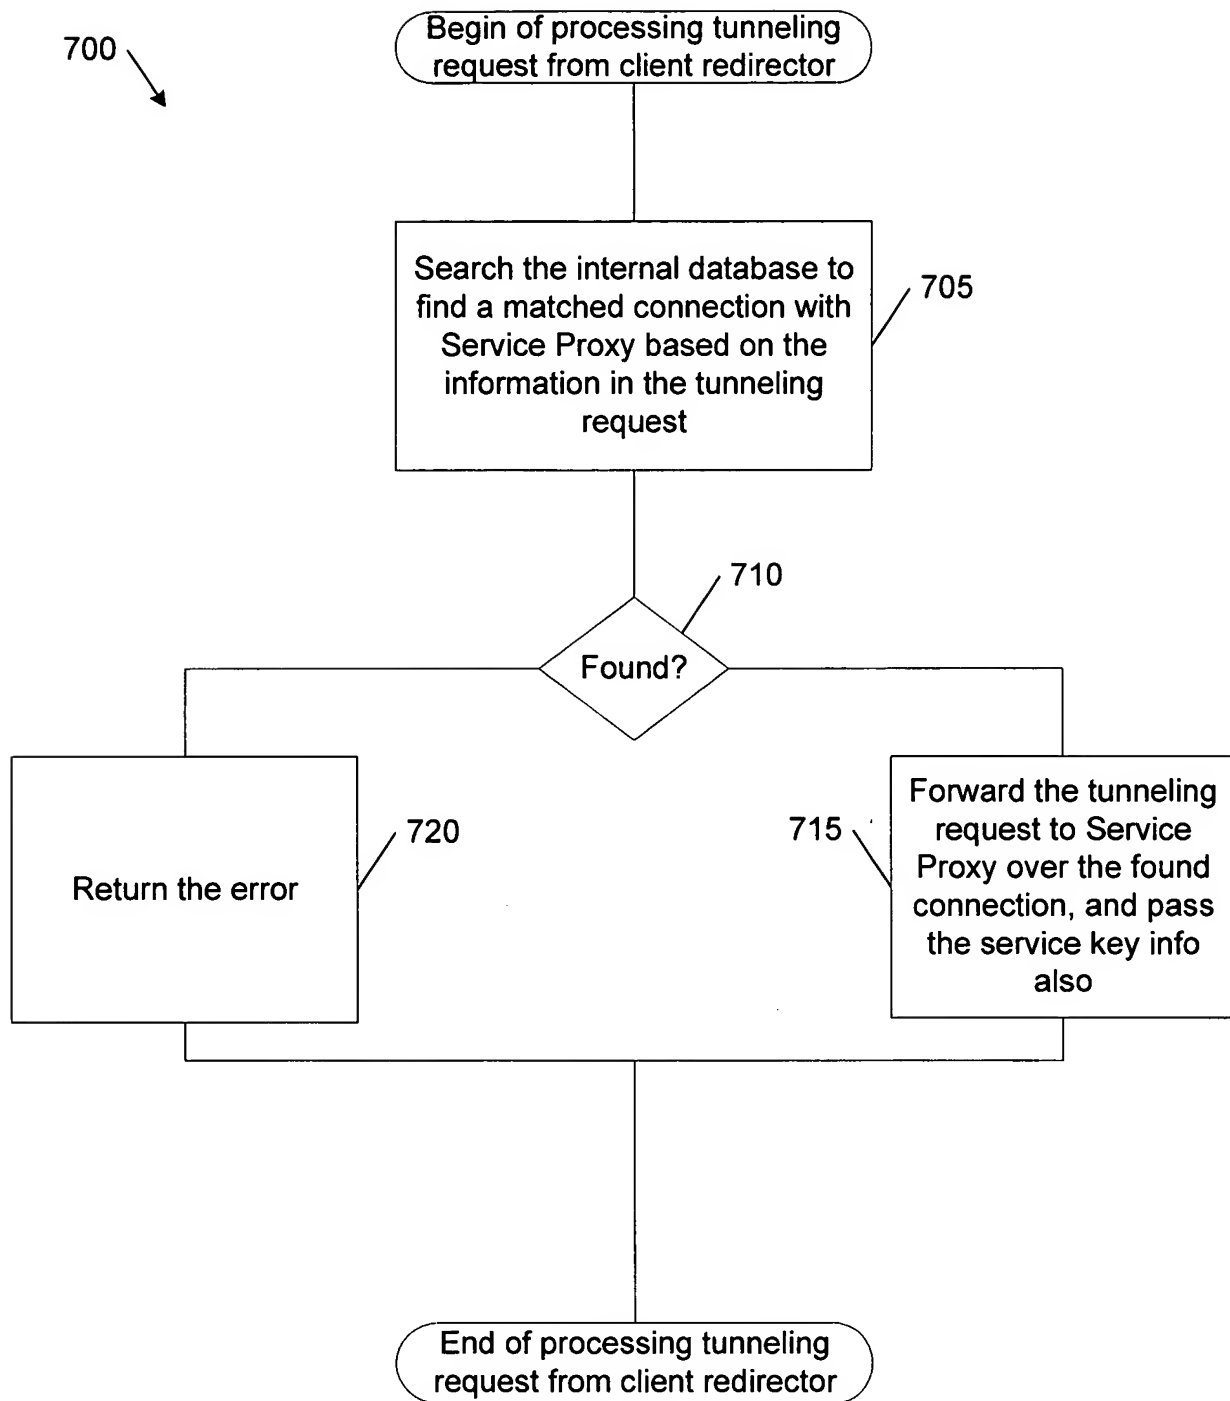 700
Begin of processing tunneling
request from client redirector
Search the internal database to
find a matched connection with
Service Proxy based on the
information in the tunneling
request
705
710
Found?
Return the error
720
715
Forward the tunneling
request to Service
Proxy over the found
connection, and pass
the service key info
also
End of processing tunneling
request from client redirector